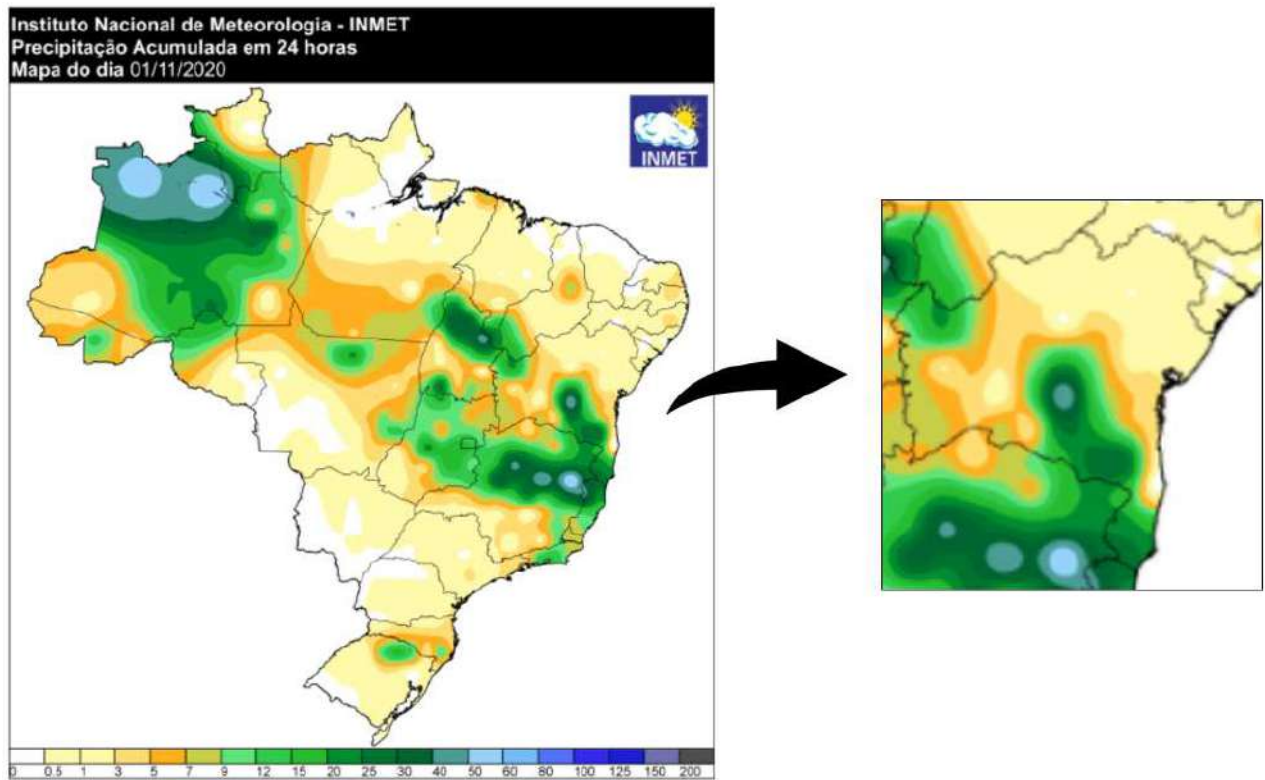 Instituto Nacional de Meteorologia - INMET
Precipitação Acumulada em 24 horas
Mapa do dia 01/11/2020
INMET
0 0.5 1 3 5 7 9 12 15 20 25 30 40 50 60 80 100 125 150 200